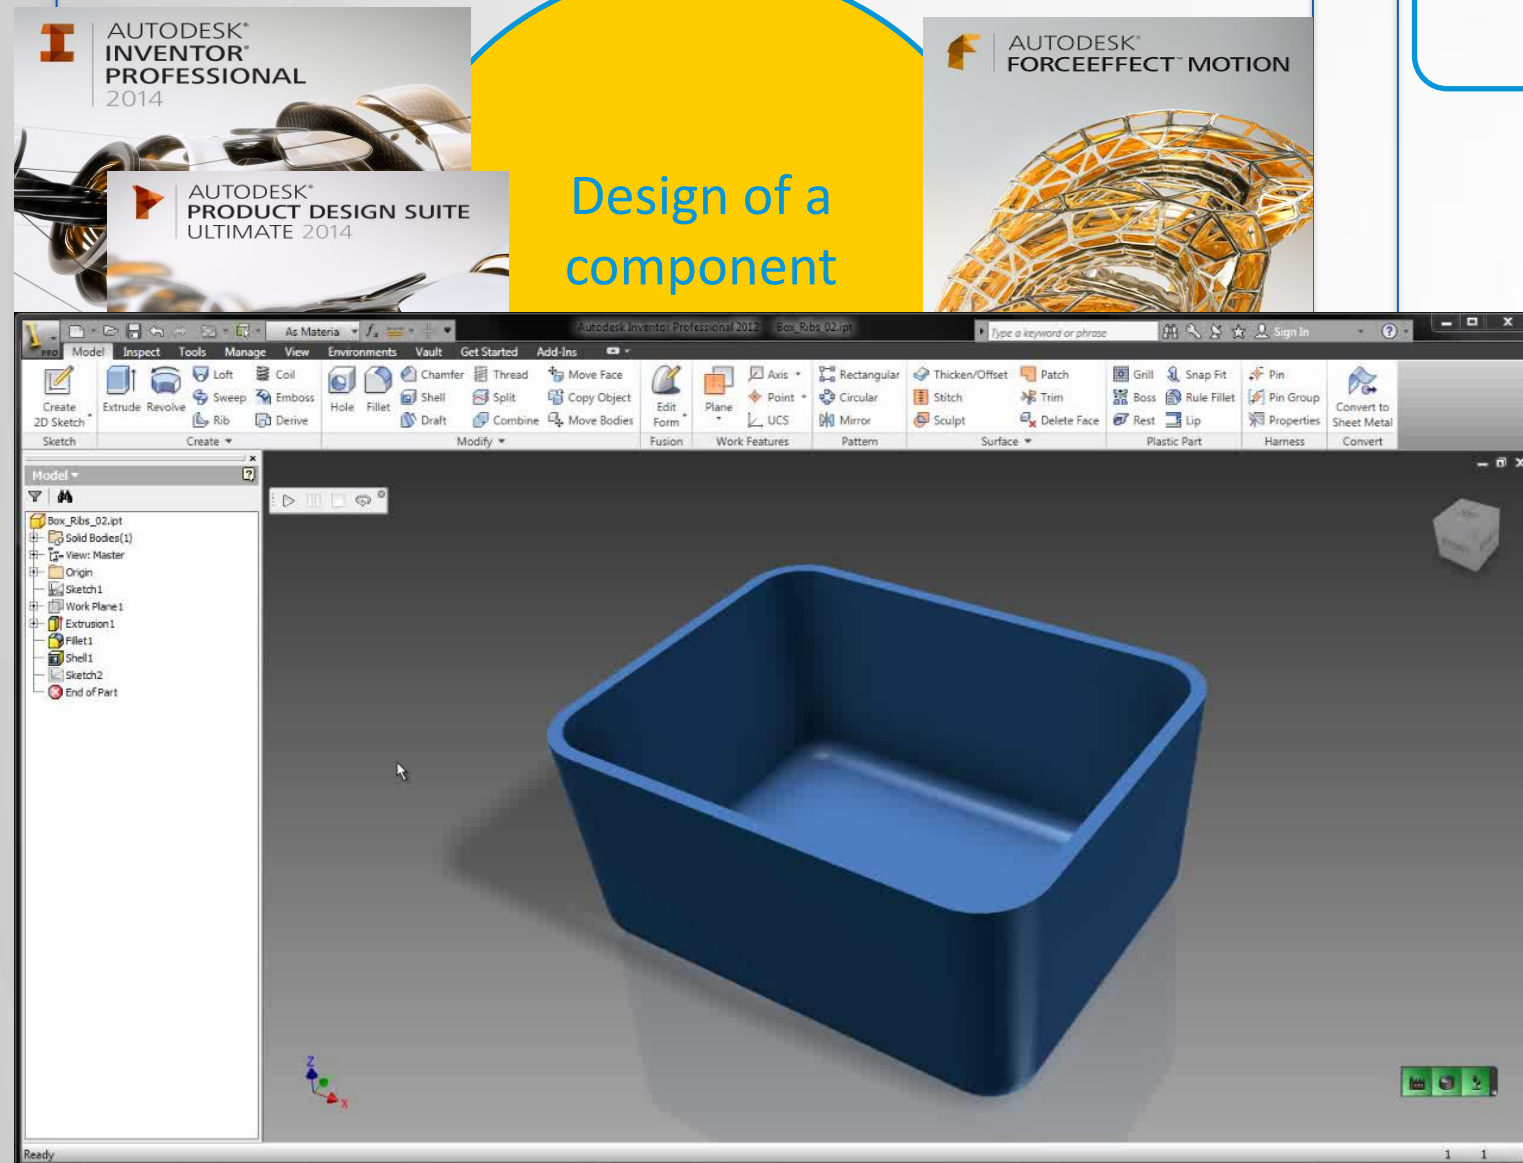 AUTODESK®
INVENTOR®
PROFESSIONAL
2014
AUTODESK®
PRODUCT DESIGN SUITE
ULTIMATE 2014
AUTODESK®
FORCEEFFECT™ MOTION
Design of a
component
As Materia
Autodesk Inventor Professional 2012 Box_Ribs_02.ipt
Type a keyword or phrase
Sign In
PRO Model Inspect Tools Manage View Environments Vault Get Started Add-Ins
Loft Coil Chamfer Thread Move Face Axis Rectangular Thicken/Offset Patch Grill Snap Fit Pin
Create Extrude Revolve Sweep Emboss Hole Fillet Shell Split Copy Object Edit Plane Point Circular Stitch Trim Boss Rule Fillet Pin Group Convert to
2D Sketch Rib Derive Draft Combine Move Bodies Form UCS Mirror Sculpt Delete Face Rest Lip Properties Sheet Metal
Sketch Create Modify Fusion Work Features Pattern Surface Plastic Part Harness Convert
Model
Box_Ribs_02.ipt
Solid Bodies(1)
View: Master
Origin
Sketch1
Work Plane1
Extrusion1
Fillet1
Shell1
Sketch2
End of Part
Z
X
Ready
1 1